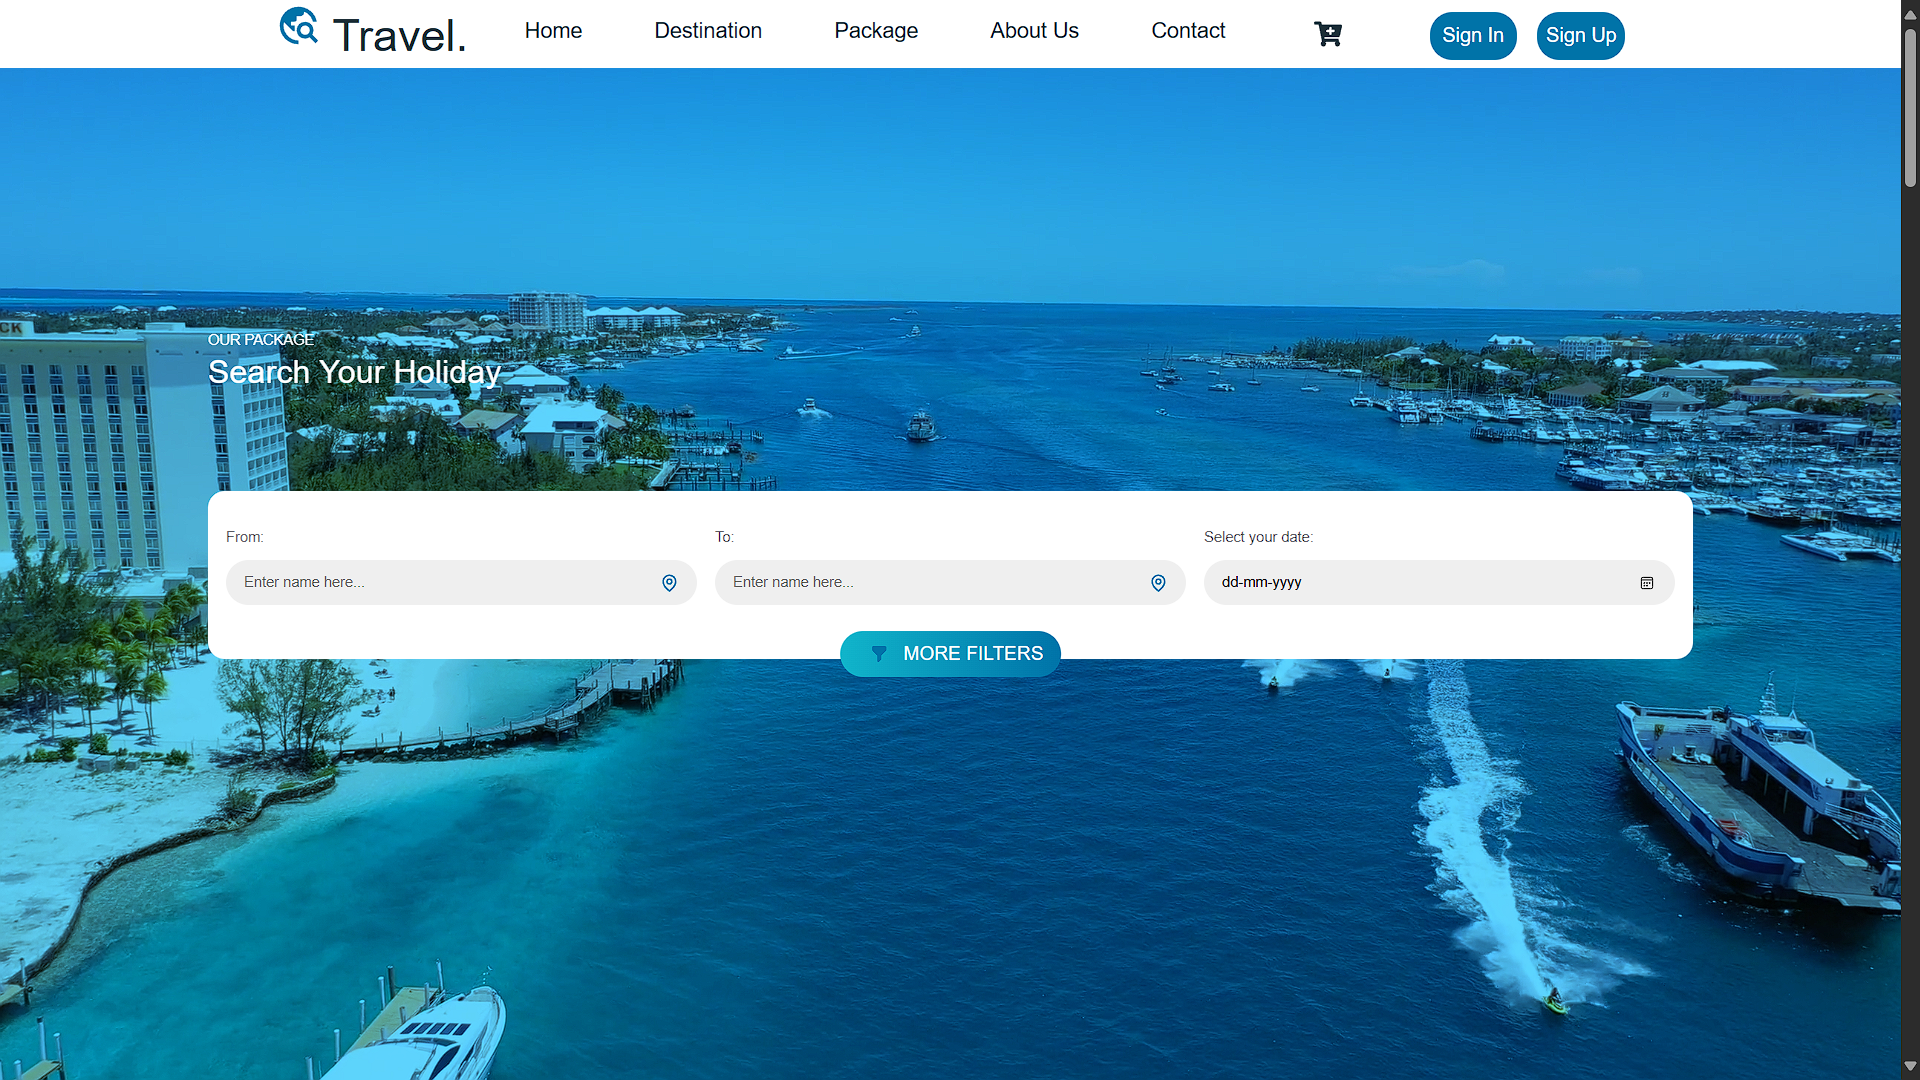 Travel.
Home
Destination
Package
About Us
Contact
Sign In
Sign Up
CK
OUR PACKAGE
Search Your Holiday
From:
To:
Select your date:
Enter name here...
Enter name here...
dd-mm-yyyy
MORE FILTERS